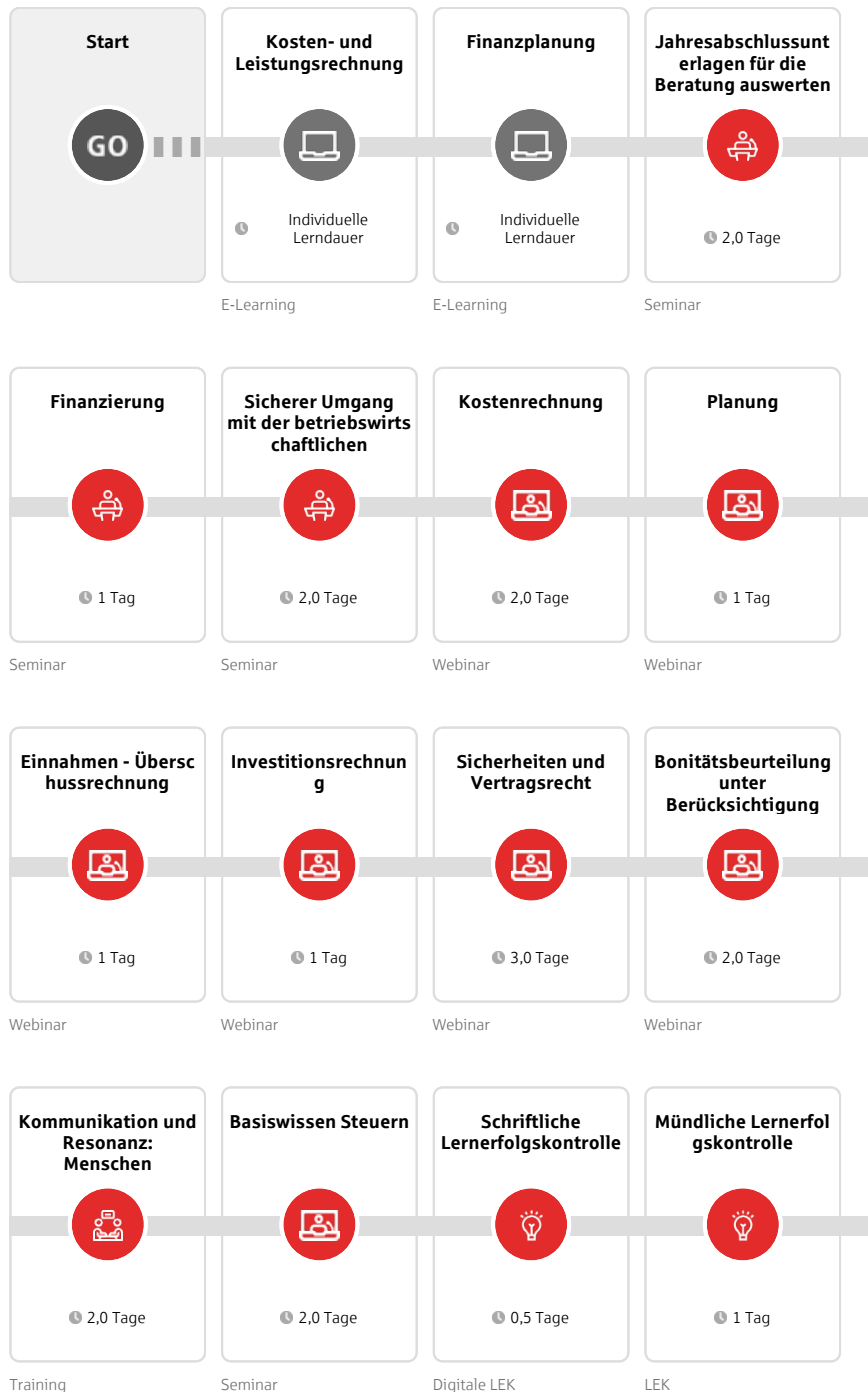 Start
GO
Kosten- und
Leistungsrechnung
Individuelle
Lerndauer
E-Learning
Finanzplanung
Individuelle
Lerndauer
E-Learning
Jahresabschlussunt
erlagen für die
Beratung auswerten
2,0 Tage
Seminar
Finanzierung
1 Tag
Seminar
Sicherer Umgang
mit der betriebswirts
chaftlichen
2,0 Tage
Seminar
Kostenrechnung
2,0 Tage
Webinar
Planung
1 Tag
Webinar
Einnahmen - Übersc
hussrechnung
1 Tag
Webinar
Investitionsrechnun
g
1 Tag
Webinar
Sicherheiten und
Vertragsrecht
3,0 Tage
Webinar
Bonitätsbeurteilung
unter
Berücksichtigung
2,0 Tage
Webinar
Kommunikation und
Resonanz:
Menschen
2,0 Tage
Training
Basiswissen Steuern
2,0 Tage
Seminar
Schriftliche
Lernerfolgskontrolle
0,5 Tage
Digitale LEK
Mündliche Lernerfol
gskontrolle
1 Tag
LEK